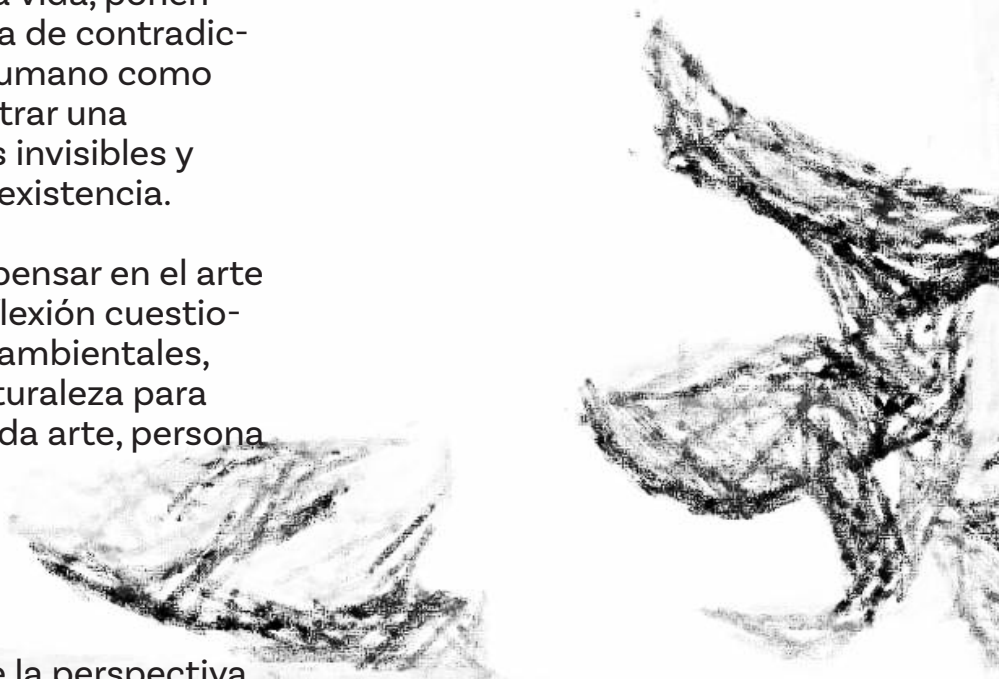 a vida, ponen
a de contradic-
umano como
trar una
s invisibles y
existencia.
pensar en el arte
lexión cuestio-
ambientales,
turaleza para
da arte, persona
e la perspectiva